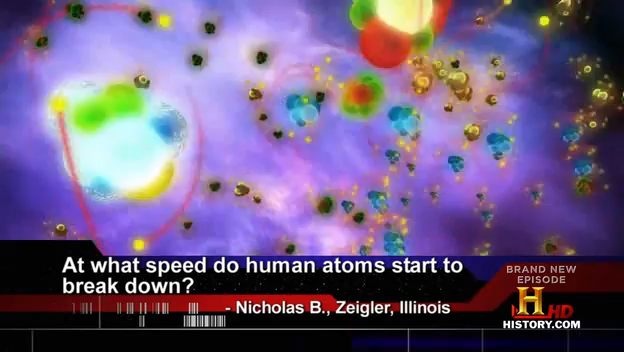 At what speed do human atoms start to
break down?
- Nicholas B., Zeigler, Illinois
BRAND NEW
EPISODE
H HD
HISTORY.COM